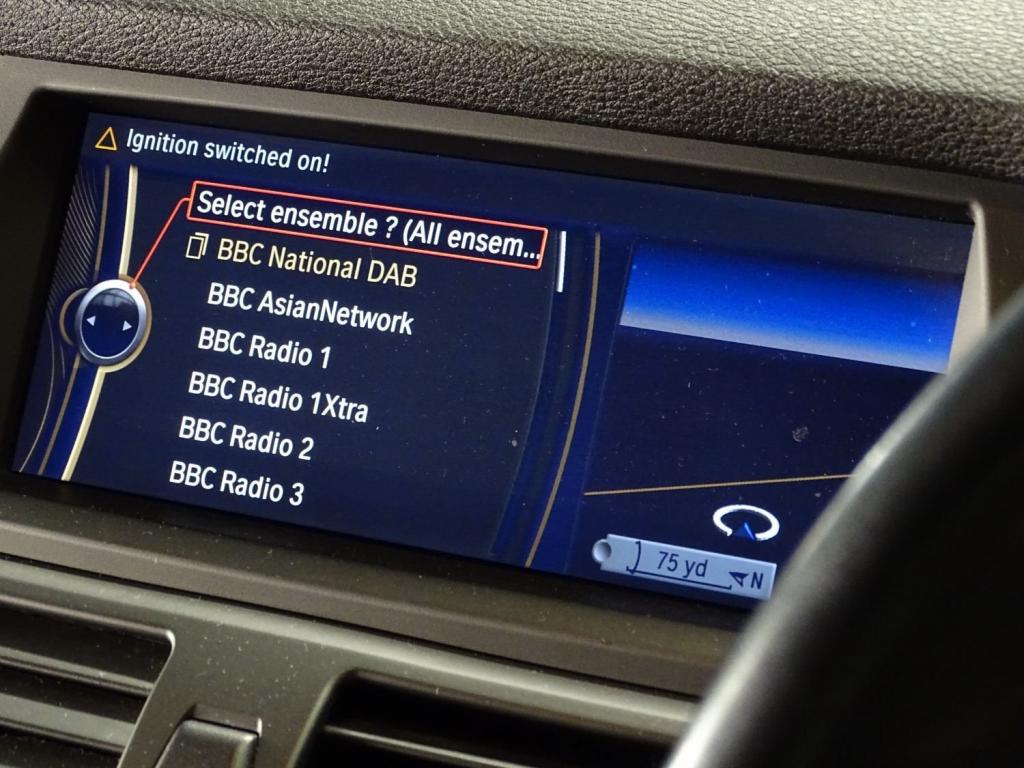 Ignition switched on!
Select ensemble ? (All ensem...
BBC National DAB
BBC AsianNetwork
BBC Radio 1
BBC Radio 1Xtra
BBC Radio 2
BBC Radio 3
75 yd
N